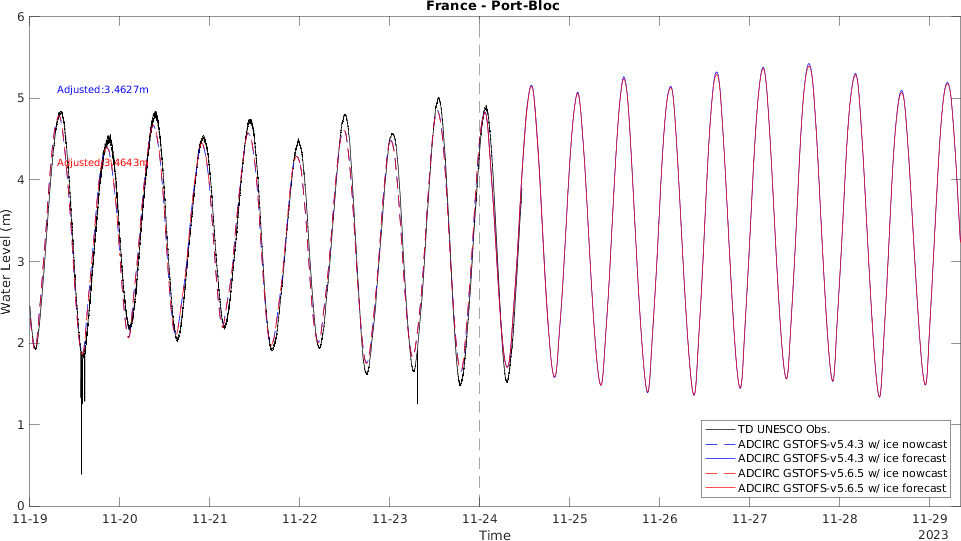 France - Port-Bloc
6
5
4
3
2
1
0
Water Level (m)
Adjusted:3.4627m
Adjusted:3.4643m
TD UNESCO Obs.
ADCIRC GSTOFS-v5.4.3 w/ ice nowcast
ADCIRC GSTOFS-v5.4.3 w/ ice forecast
ADCIRC GSTOFS-v5.6.5 w/ ice nowcast
ADCIRC GSTOFS-v5.6.5 w/ ice forecast
11-19 11-20 11-21 11-22 11-23 11-24 11-25 11-26 11-27 11-28 11-29
Time
2023